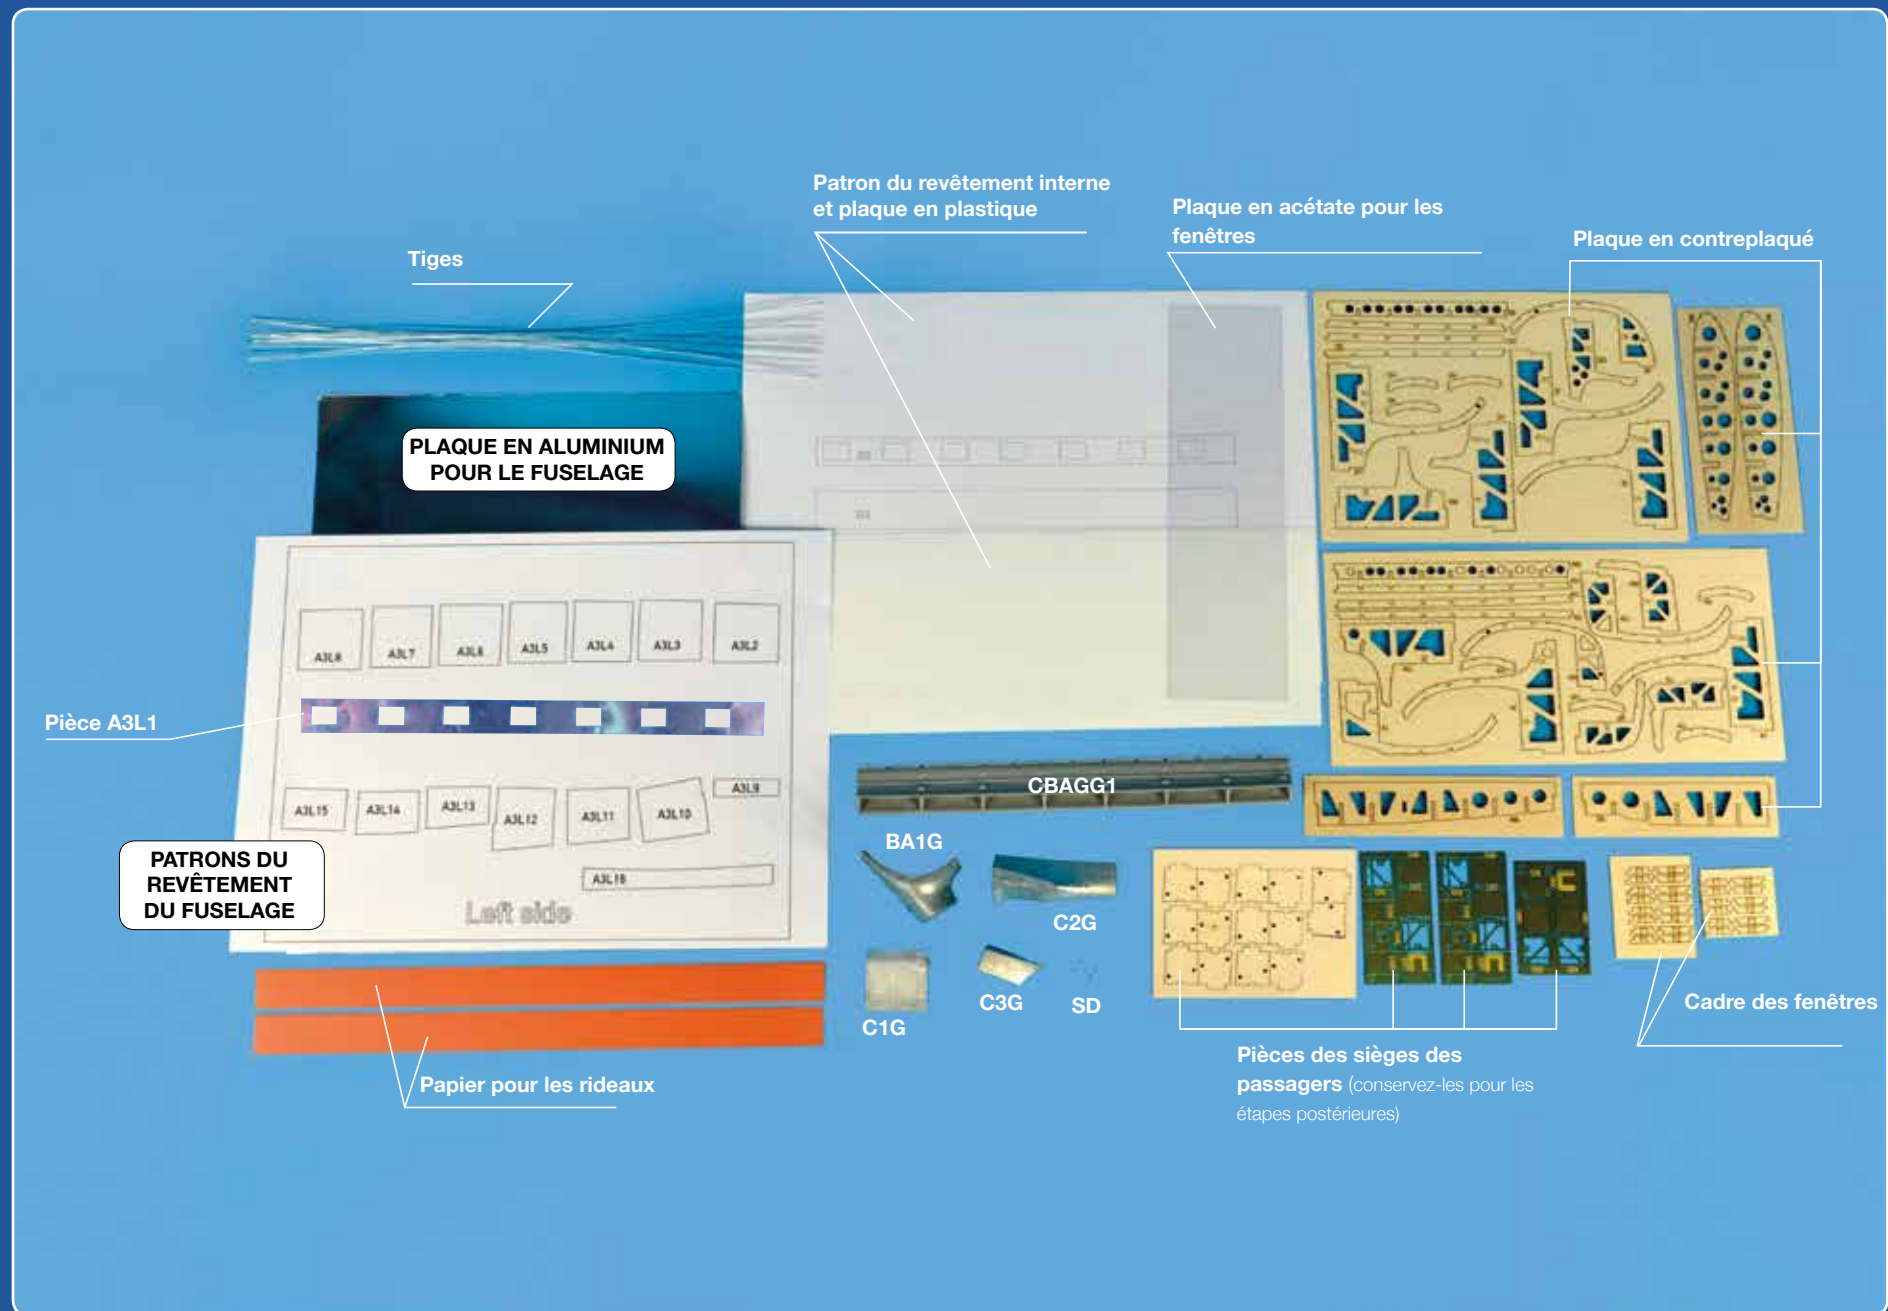 Patron du revêtement interne
et plaque en plastique
Plaque en acétate pour les
fenêtres
Plaque en contreplaqué
Tiges
PLAQUE EN ALUMINIUM
POUR LE FUSELAGE
A3L8
A3L7
A3L6
A3L5
A3L4
A3L3
A3L2
Pièce A3L1
CBAGG1
A3L15
A3L14
A3L13
A3L12
A3L11
A3L10
A3L9
A3L16
Left side
PATRONS DU
REVÊTEMENT
DU FUSELAGE
BA1G
C2G
C1G
C3G
SD
Cadre des fenêtres
Pièces des sièges des
passagers (conservez-les pour les
étapes postérieures)
Papier pour les rideaux